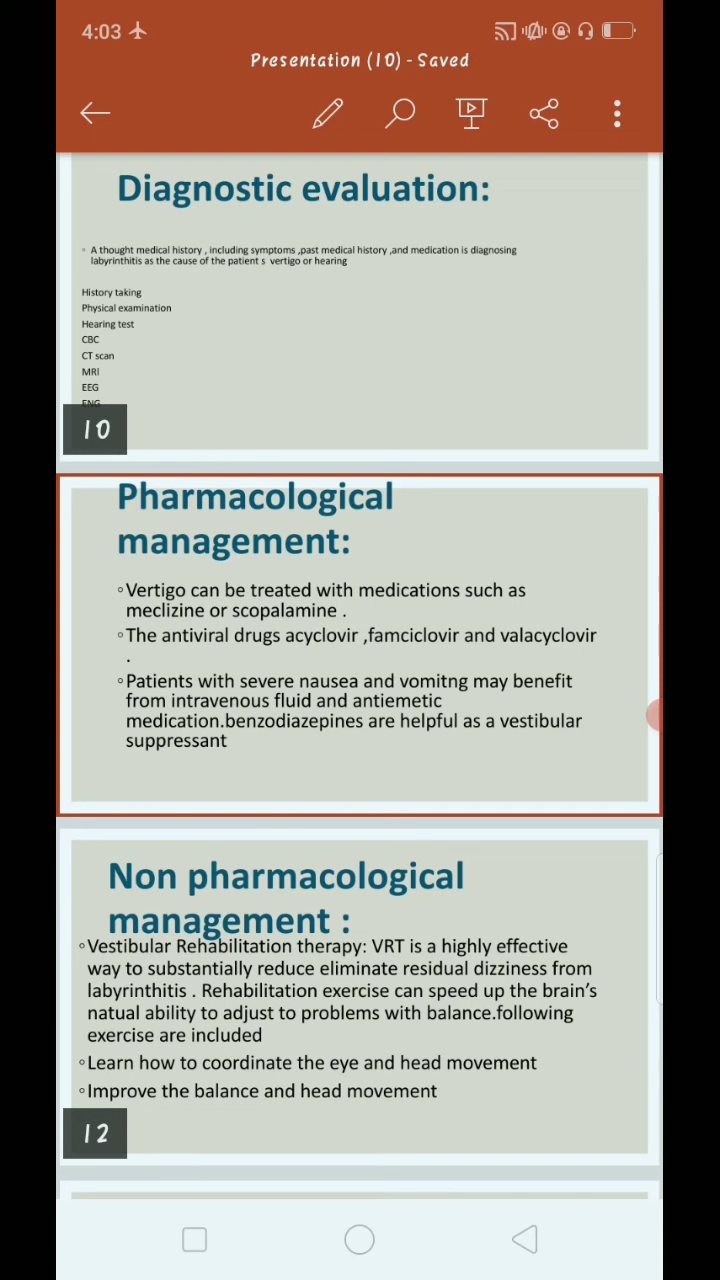 4:03
Presentation (10) - Saved
Diagnostic evaluation:
◦ A thought medical history , including symptoms ,past medical history ,and medication is diagnosing
labyrinthitis as the cause of the patient s vertigo or hearing
History taking
Physical examination
Hearing test
CBC
CT scan
MRI
EEG
ENG
10
Pharmacological
management:
◦Vertigo can be treated with medications such as
meclizine or scopalamine .
◦The antiviral drugs acyclovir ,famciclovir and valacyclovir
.
◦Patients with severe nausea and vomitng may benefit
from intravenous fluid and antiemetic
medication.benzodiazepines are helpful as a vestibular
suppressant
Non pharmacological
management :
◦Vestibular Rehabilitation therapy: VRT is a highly effective
way to substantially reduce eliminate residual dizziness from
labyrinthitis . Rehabilitation exercise can speed up the brain’s
natual ability to adjust to problems with balance.following
exercise are included
◦Learn how to coordinate the eye and head movement
◦Improve the balance and head movement
12